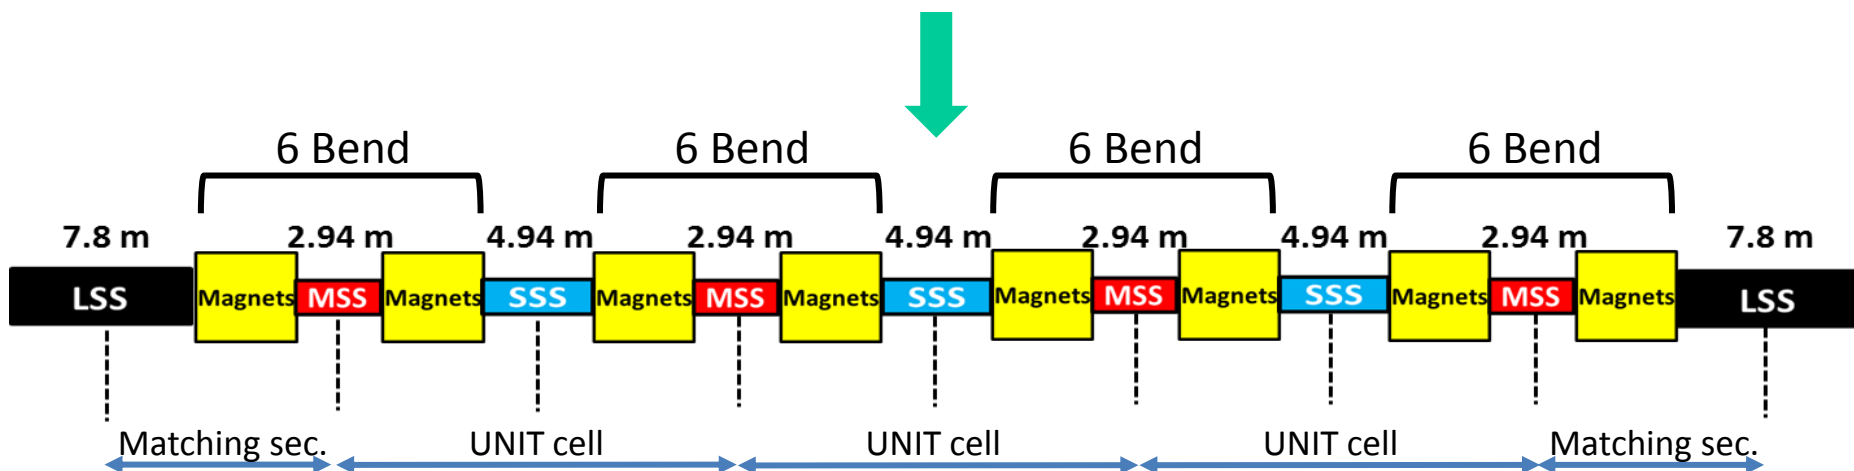 6 Bend 6 Bend 6 Bend 6 Bend
7.8 m 2.94 m 4.94 m 2.94 m 4.94 m 2.94 m 4.94 m 2.94 m 7.8 m
LSS Magnets MSS Magnets SSS Magnets MSS Magnets SSS Magnets MSS Magnets SSS Magnets MSS Magnets LSS
Matching sec. UNIT cell UNIT cell UNIT cell Matching sec.